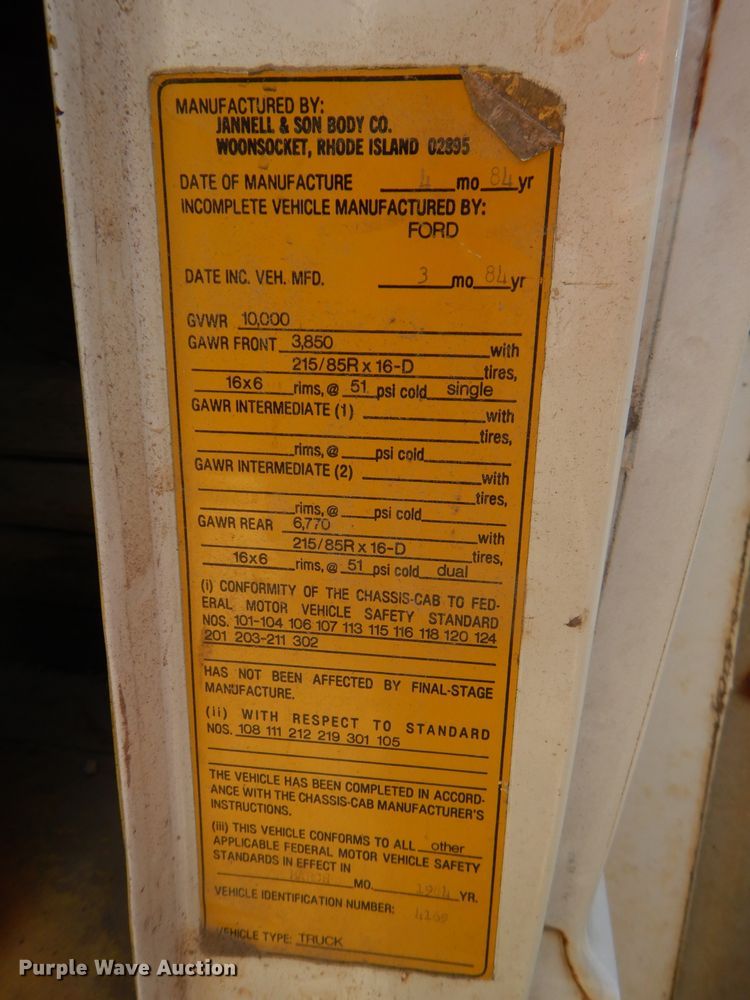 MANUFACTURED BY:
JANNELL & SON BODY CO.
WOONSOCKET, RHODE ISLAND 02895
DATE OF MANUFACTURE 4 mo 84 yr
INCOMPLETE VEHICLE MANUFACTURED BY:
FORD
DATE INC. VEH. MFD. 3 mo 84 yr
GVWR 10,000
GAWR FRONT 3,850 with
215/85R x 16-D tires,
16x6 rims, @ 51 psi cold single
GAWR INTERMEDIATE (1) with
tires,
rims, @ psi cold
GAWR INTERMEDIATE (2) with
tires,
rims, @ psi cold
GAWR REAR 6,770 with
215/85R x 16-D tires,
16x6 rims, @ 51 psi cold dual
(i) CONFORMITY OF THE CHASSIS-CAB TO FED-
ERAL MOTOR VEHICLE SAFETY STANDARD
NOS. 101-104 106 107 113 115 116 118 120 124
201 203-211 302
HAS NOT BEEN AFFECTED BY FINAL-STAGE
MANUFACTURE.
(ii) WITH RESPECT TO STANDARD
NOS. 108 111 212 219 301 105
THE VEHICLE HAS BEEN COMPLETED IN ACCORD-
ANCE WITH THE CHASSIS-CAB MANUFACTURER'S
INSTRUCTIONS.
(iii) THIS VEHICLE CONFORMS TO ALL other
APPLICABLE FEDERAL MOTOR VEHICLE SAFETY
STANDARDS IN EFFECT IN
MARCH MO. 1984 YR.
VEHICLE IDENTIFICATION NUMBER:
VEHICLE TYPE: TRUCK
Purple Wave Auction